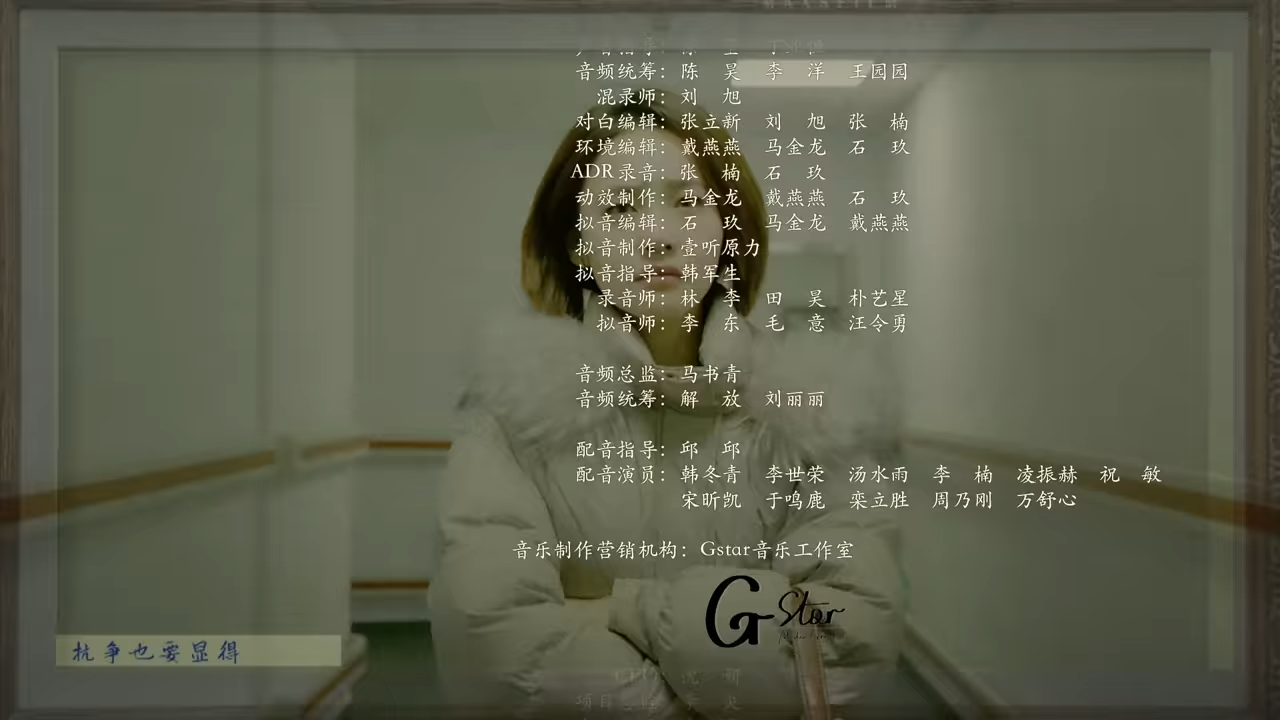 音频统筹：陈　昊　李　洋　王园园
混录师：刘　旭
对白编辑：张立新　刘　旭　张　楠
环境编辑：戴燕燕　马金龙　石　玖
ADR录音：张　楠　石　玖
动效制作：马金龙　戴燕燕　石　玖
拟音编辑：石　玖　马金龙　戴燕燕
拟音制作：壹听原力
拟音指导：韩军生
录音师：林　李　田　昊　朴艺星
拟音师：李　东　毛　意　汪令勇
音频总监：马书青
音频统筹：解　放　刘丽丽
配音指导：邱　邱
配音演员：韩冬青　李世荣　汤水雨　李　楠　凌振赫　祝　敏
宋昕凯　于鸣鹿　栾立胜　周乃刚　万舒心
音乐制作营销机构：Gstar音乐工作室
G Star
抗争也要显得